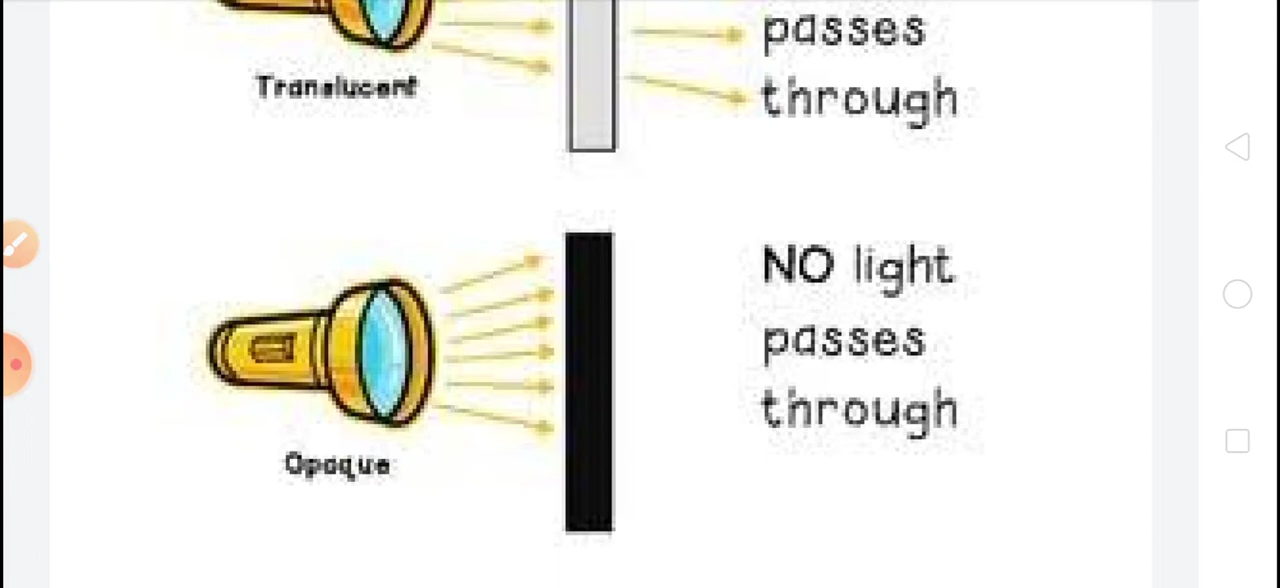 passes
Translucent
through
NO light
passes
through
Opaque